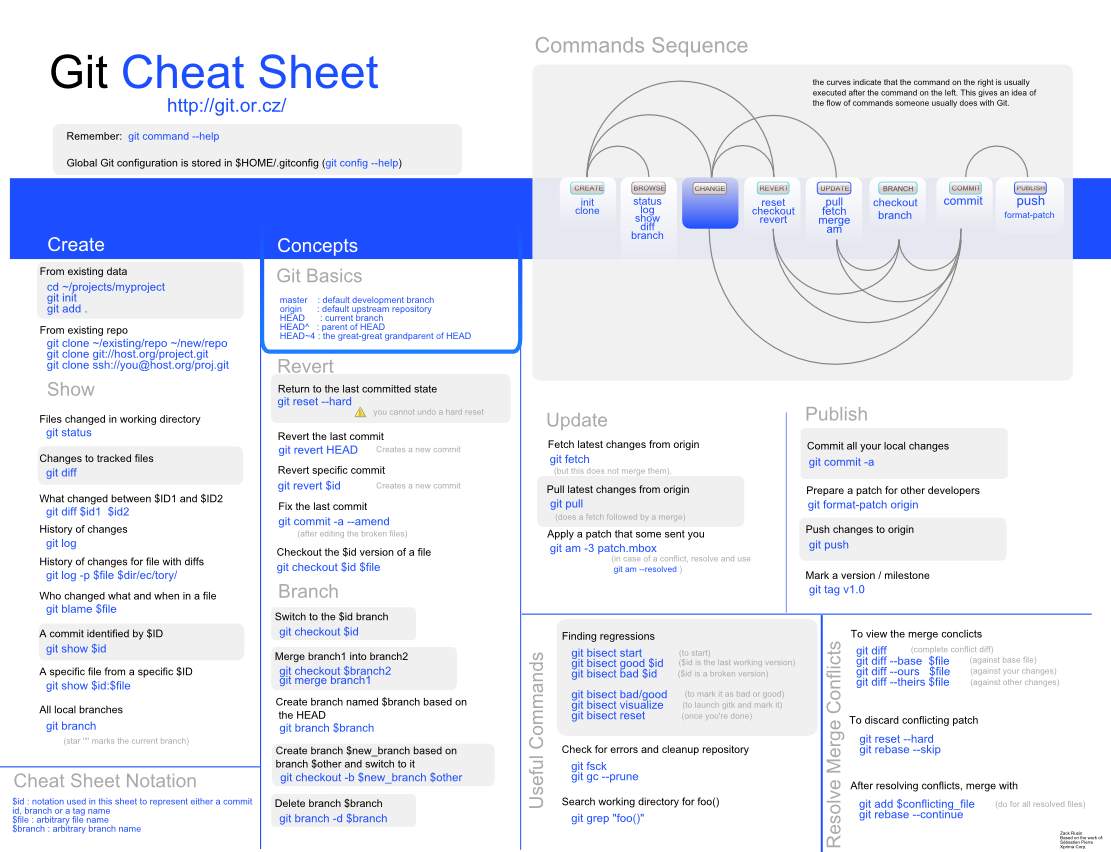 Git Cheat Sheet
http://git.or.cz/
Remember: git command --help
Global Git configuration is stored in $HOME/.gitconfig (git config --help)
Commands Sequence
the curves indicate that the command on the right is usually
executed after the command on the left. This gives an idea of
the flow of commands someone usually does with Git.
CREATE
init
clone
BROWSE
status
log
show
diff
branch
CHANGE
REVERT
reset
checkout
revert
UPDATE
pull
fetch
merge
am
BRANCH
checkout
branch
COMMIT
commit
PUBLISH
push
format-patch
Create
From existing data
cd ~/projects/myproject
git init
git add .
From existing repo
git clone ~/existing/repo ~/new/repo
git clone git://host.org/project.git
git clone ssh://you@host.org/proj.git
Show
Files changed in working directory
git status
Changes to tracked files
git diff
What changed between $ID1 and $ID2
git diff $id1 $id2
History of changes
git log
History of changes for file with diffs
git log -p $file $dir/ec/tory/
Who changed what and when in a file
git blame $file
A commit identified by $ID
git show $id
A specific file from a specific $ID
git show $id:$file
All local branches
git branch
(star '*' marks the current branch)
Cheat Sheet Notation
$id : notation used in this sheet to represent either a commit
id, branch or a tag name
$file : arbitrary file name
$branch : arbitrary branch name
Concepts
Git Basics
master : default development branch
origin : default upstream repository
HEAD : current branch
HEAD^ : parent of HEAD
HEAD~4 : the great-great grandparent of HEAD
Revert
Return to the last committed state
git reset --hard
you cannot undo a hard reset
Revert the last commit
git revert HEAD Creates a new commit
Revert specific commit
git revert $id Creates a new commit
Fix the last commit
git commit -a --amend
(after editing the broken files)
Checkout the $id version of a file
git checkout $id $file
Branch
Switch to the $id branch
git checkout $id
Merge branch1 into branch2
git checkout $branch2
git merge branch1
Create branch named $branch based on
the HEAD
git branch $branch
Create branch $new_branch based on
branch $other and switch to it
git checkout -b $new_branch $other
Delete branch $branch
git branch -d $branch
Update
Fetch latest changes from origin
git fetch
(but this does not merge them).
Pull latest changes from origin
git pull
(does a fetch followed by a merge)
Apply a patch that some sent you
git am -3 patch.mbox
(in case of a conflict, resolve and use
git am --resolved )
Publish
Commit all your local changes
git commit -a
Prepare a patch for other developers
git format-patch origin
Push changes to origin
git push
Mark a version / milestone
git tag v1.0
Useful Commands
Finding regressions
git bisect start (to start)
git bisect good $id ($id is the last working version)
git bisect bad $id ($id is a broken version)
git bisect bad/good (to mark it as bad or good)
git bisect visualize (to launch gitk and mark it)
git bisect reset (once you're done)
Check for errors and cleanup repository
git fsck
git gc --prune
Search working directory for foo()
git grep "foo()"
Resolve Merge Conflicts
To view the merge conclicts
git diff (complete conflict diff)
git diff --base $file (against base file)
git diff --ours $file (against your changes)
git diff --theirs $file (against other changes)
To discard conflicting patch
git reset --hard
git rebase --skip
After resolving conflicts, merge with
git add $conflicting_file (do for all resolved files)
git rebase --continue
Zack Rusin
Based on the work of:
Sébastien Pierre
Xprima Corp.